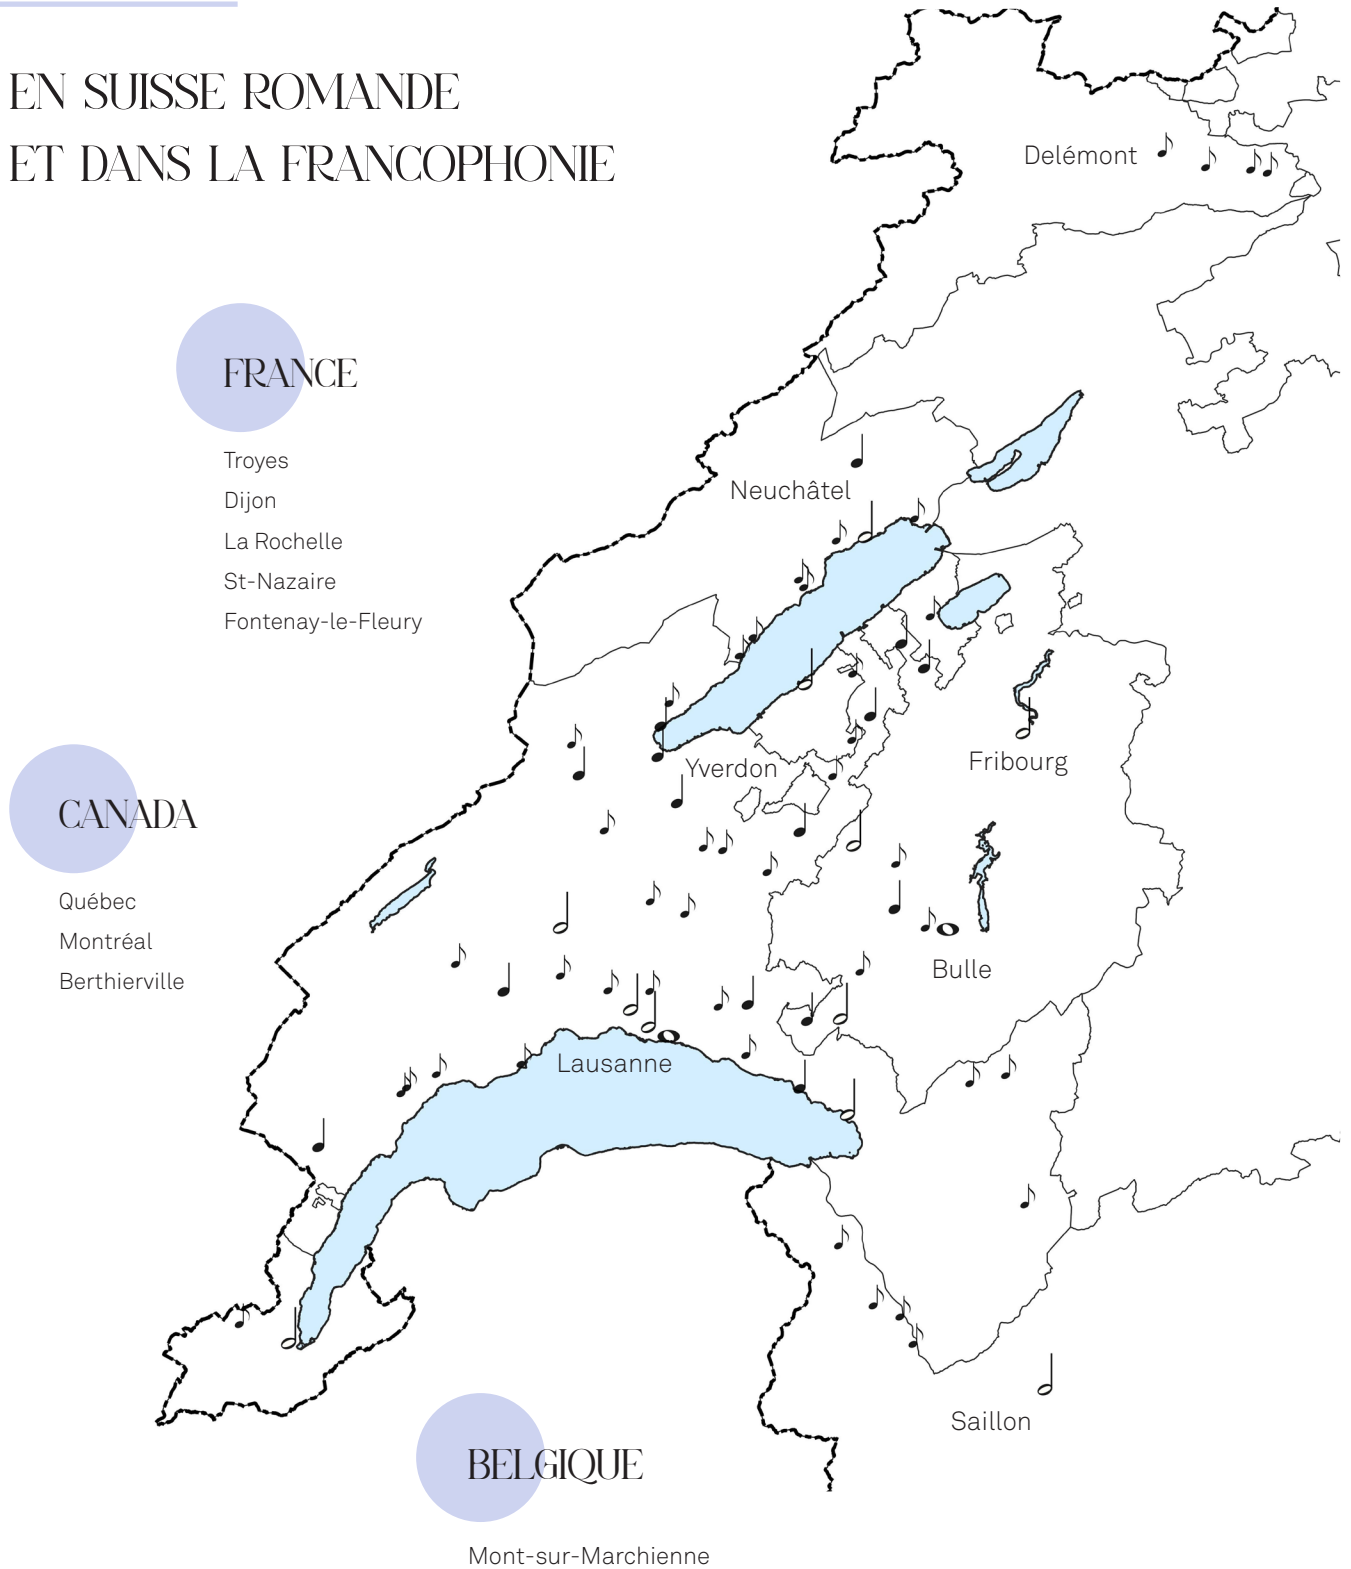 EN SUISSE ROMANDE
ET DANS LA FRANCOPHONIE
Delémont
FRANCE
Troyes
Dijon
La Rochelle
St-Nazaire
Fontenay-le-Fleury
Neuchâtel
Yverdon
Fribourg
CANADA
Québec
Montréal
Berthierville
Bulle
Lausanne
Saillon
BELGIQUE
Mont-sur-Marchienne